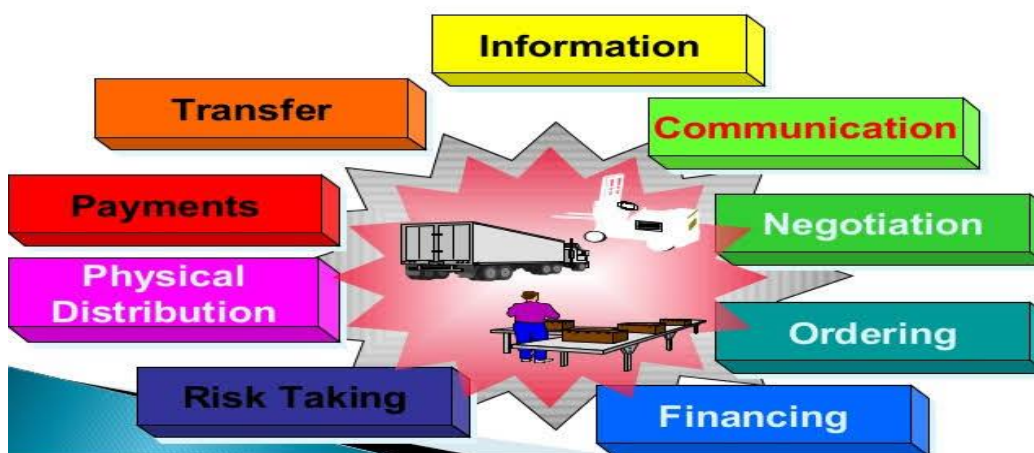 Information
Transfer
Communication
Payments
Negotiation
Physical
Distribution
Ordering
Risk Taking
Financing